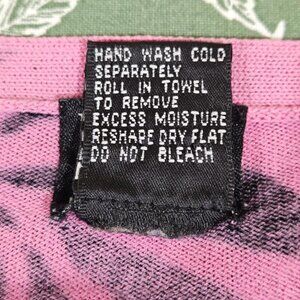 HAND WASH COLD
SEPARATELY
ROLL IN TOWEL
TO REMOVE
EXCESS MOISTURE
RESHAPE DRY FLAT
DO NOT BLEACH